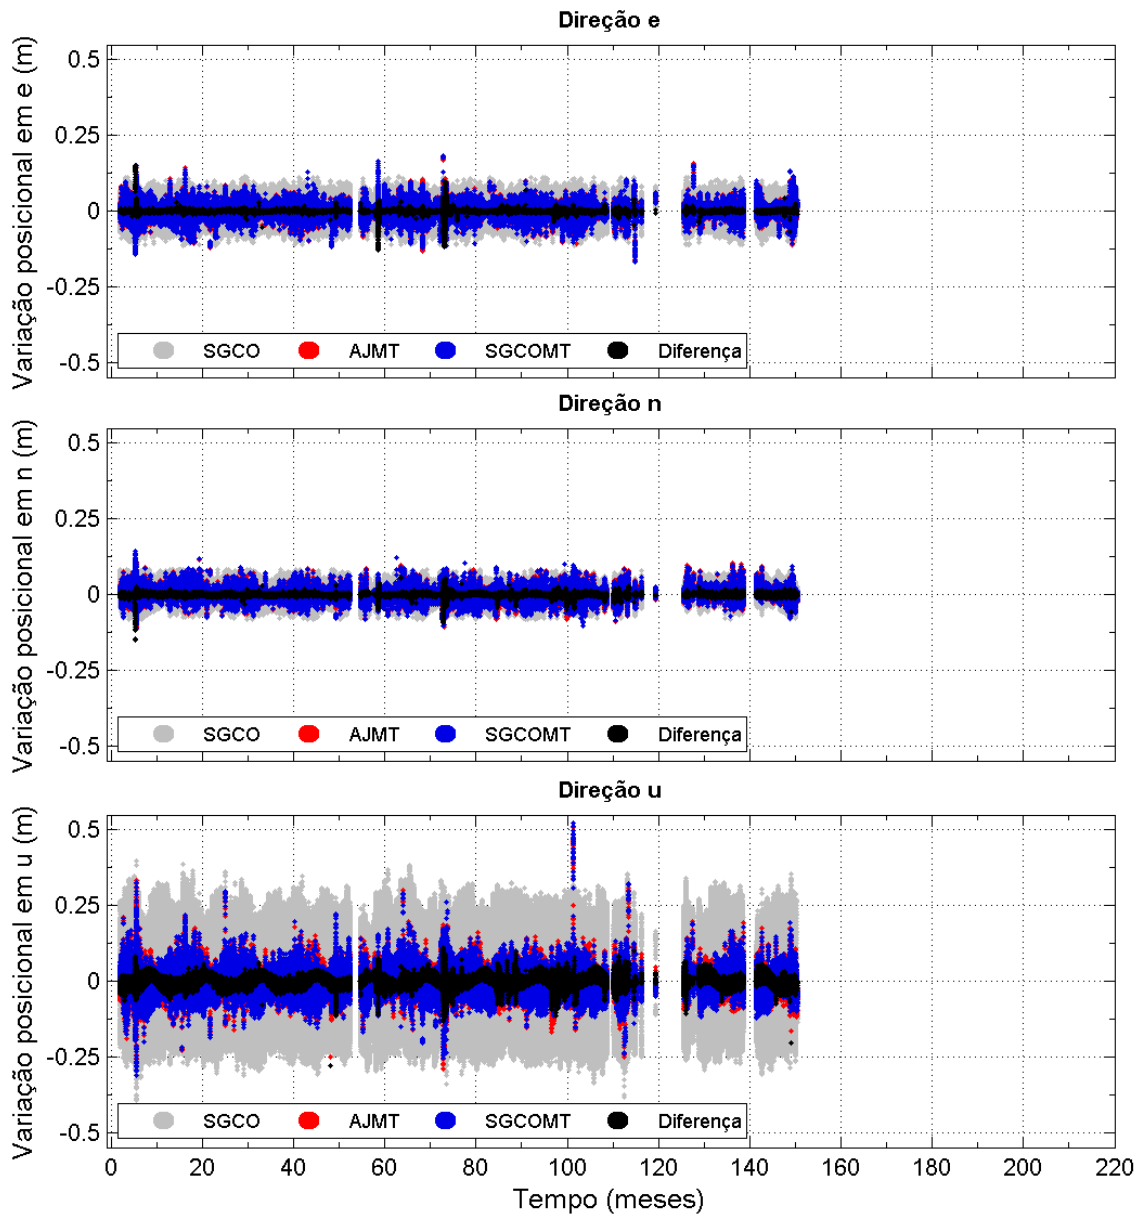 Direção e
Variação posicional em e (m)
0.5
0.25
0
-0.25
-0.5
SGCO AJMT SGCOMT Diferença
Direção n
Variação posicional em n (m)
0.5
0.25
0
-0.25
-0.5
SGCO AJMT SGCOMT Diferença
Direção u
Variação posicional em u (m)
0.5
0.25
0
-0.25
-0.5
SGCO AJMT SGCOMT Diferença
0 20 40 60 80 100 120 140 160 180 200 220
Tempo (meses)